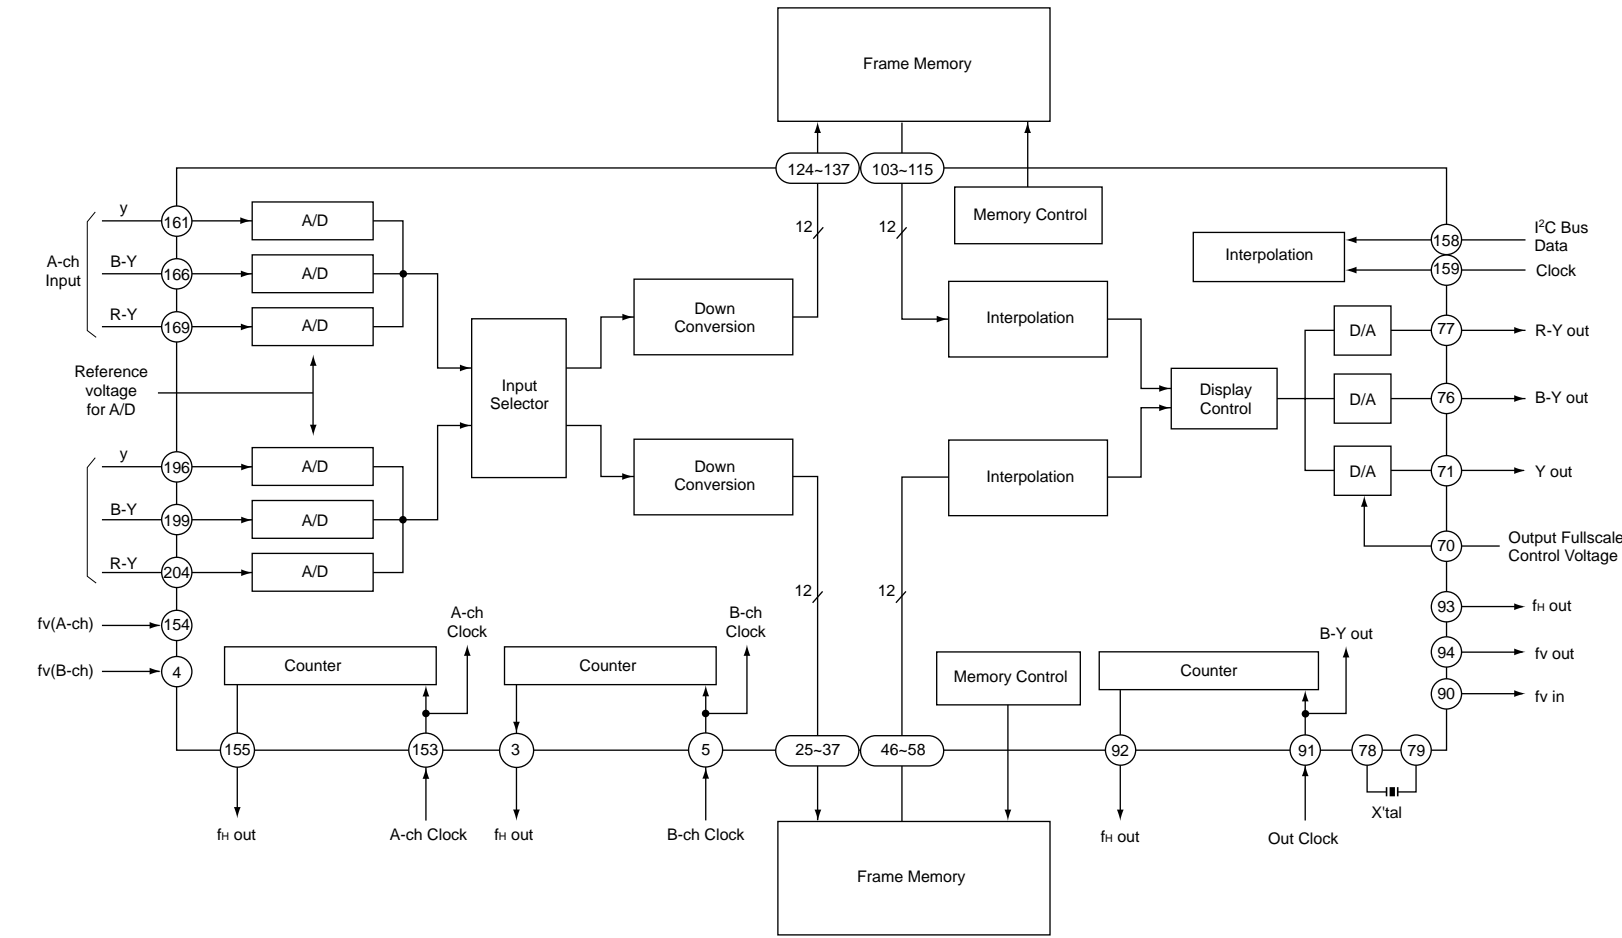 Frame Memory
124~137
103~115
Memory Control
12
12
A-ch
Input
y
161
A/D
B-Y
166
A/D
R-Y
169
A/D
Reference
voltage
for A/D
y
196
A/D
B-Y
199
A/D
R-Y
204
A/D
fv(A-ch)
154
fv(B-ch)
4
Input
Selector
Down
Conversion
Down
Conversion
Interpolation
Interpolation
Display
Control
Interpolation
158
I²C Bus
Data
159
Clock
D/A
77
R-Y out
D/A
76
B-Y out
D/A
71
Y out
70
Output Fullscale
Control Voltage
93
fH out
94
fv out
90
fv in
12
12
A-ch
Clock
B-ch
Clock
B-Y out
Counter
Counter
Memory Control
Counter
155
153
3
5
25~37
46~58
92
91
78
79
X'tal
fH out
A-ch Clock
fH out
B-ch Clock
fH out
Out Clock
Frame Memory